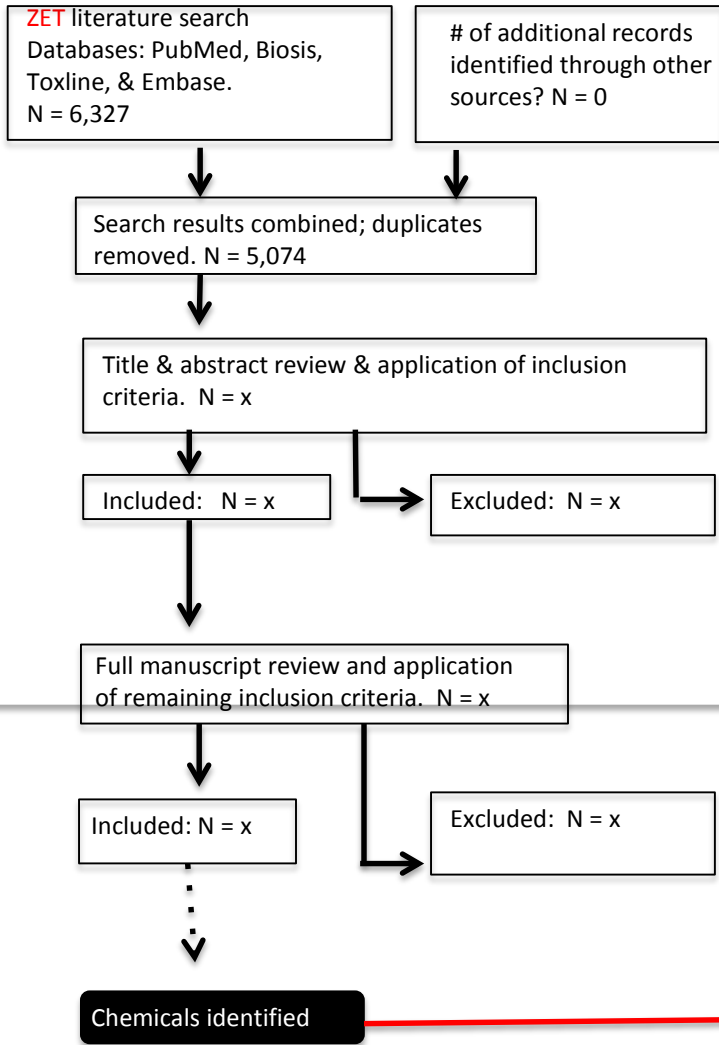 ZET literature search
Databases: PubMed, Biosis,
Toxline, & Embase.
N = 6,327
# of additional records
identified through other
sources? N = 0
Search results combined; duplicates
removed. N = 5,074
Title & abstract review & application of inclusion
criteria. N = x
Included: N = x
Excluded: N = x
Full manuscript review and application
of remaining inclusion criteria. N = x
Included: N = x
Excluded: N = x
Chemicals identified